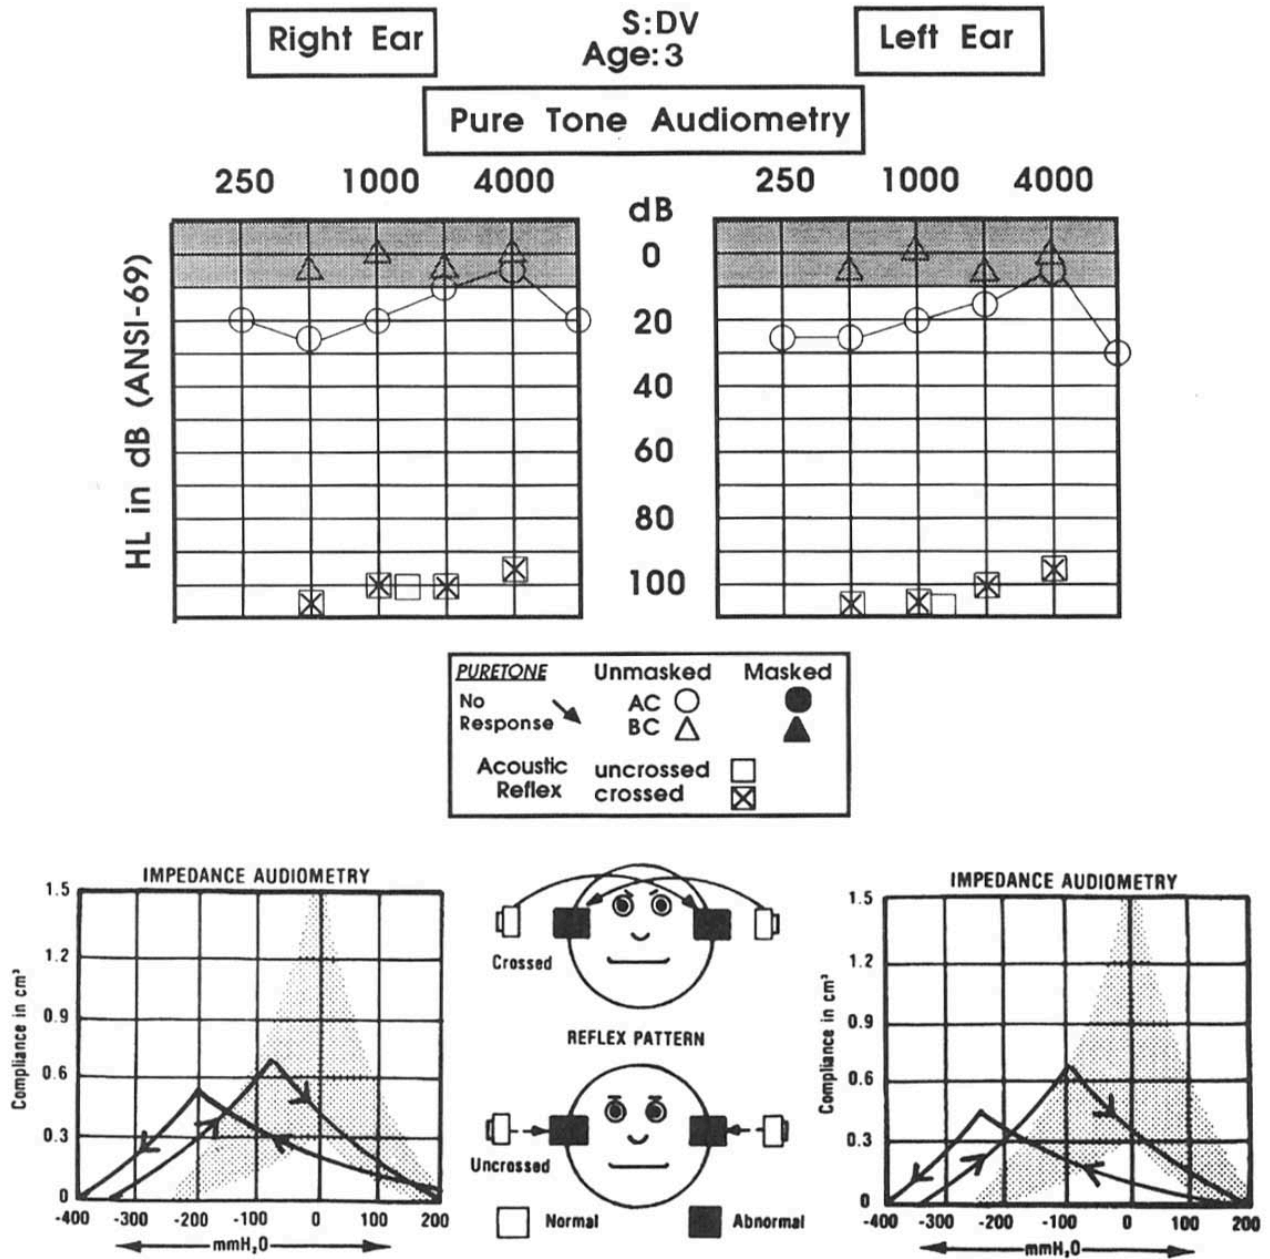 Right Ear
S:DV
Age:3
Left Ear
Pure Tone Audiometry
250 1000 4000
dB
250 1000 4000
HL in dB (ANSI-69)
0
20
40
60
80
100
PURETONE Unmasked Masked
No
Response
AC
BC
Acoustic
Reflex
uncrossed
crossed
IMPEDANCE AUDIOMETRY
Compliance in cm³
1.5
1.2
0.9
0.6
0.3
0
-400 -300 -200 -100 0 100 200
mmH₂O
Crossed
REFLEX PATTERN
Uncrossed
Normal
Abnormal
IMPEDANCE AUDIOMETRY
Compliance in cm³
1.5
1.2
0.9
0.6
0.3
0
-400 -300 -200 -100 0 100 200
mmH₂O